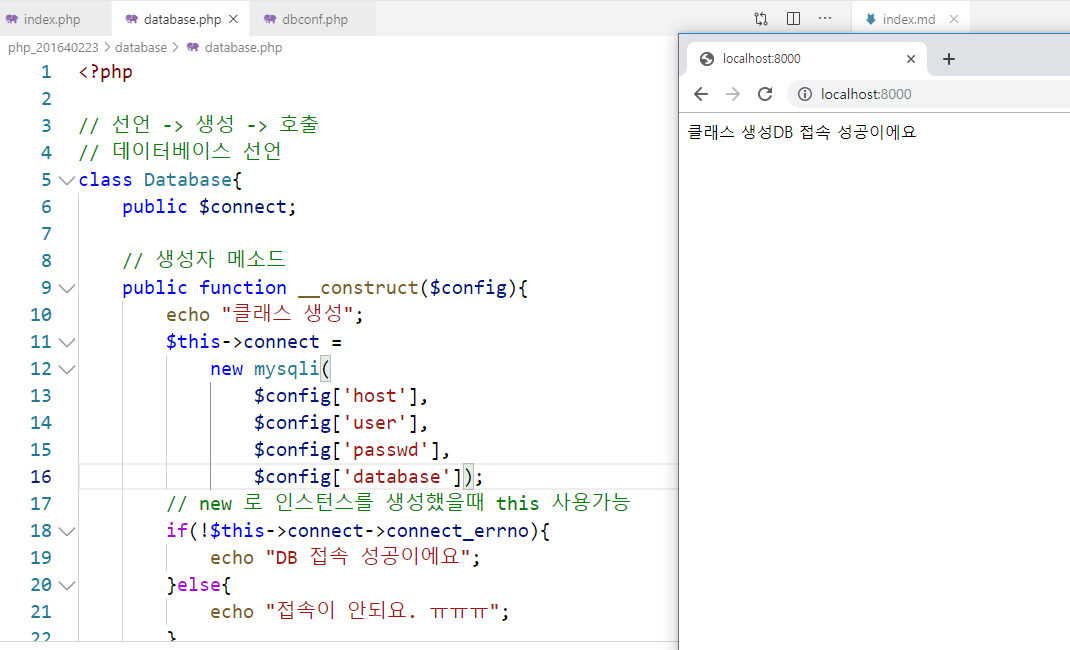 index.php
database.php
dbconf.php
index.md
php_201640223 > database > database.php
1 <?php
2
3 // 선언 -> 생성 -> 호출
4 // 데이터베이스 선언
5 class Database{
6 public $connect;
7
8 // 생성자 메소드
9 public function __construct($config){
10 echo "클래스 생성";
11 $this->connect =
12 new mysqli(
13 $config['host'],
14 $config['user'],
15 $config['passwd'],
16 $config['database']);
17 // new 로 인스턴스를 생성했을때 this 사용가능
18 if(!$this->connect->connect_errno){
19 echo "DB 접속 성공이에요";
20 }else{
21 echo "접속이 안되요. ㅠㅠㅠ";
22 }
localhost:8000
localhost:8000
클래스 생성DB 접속 성공이에요